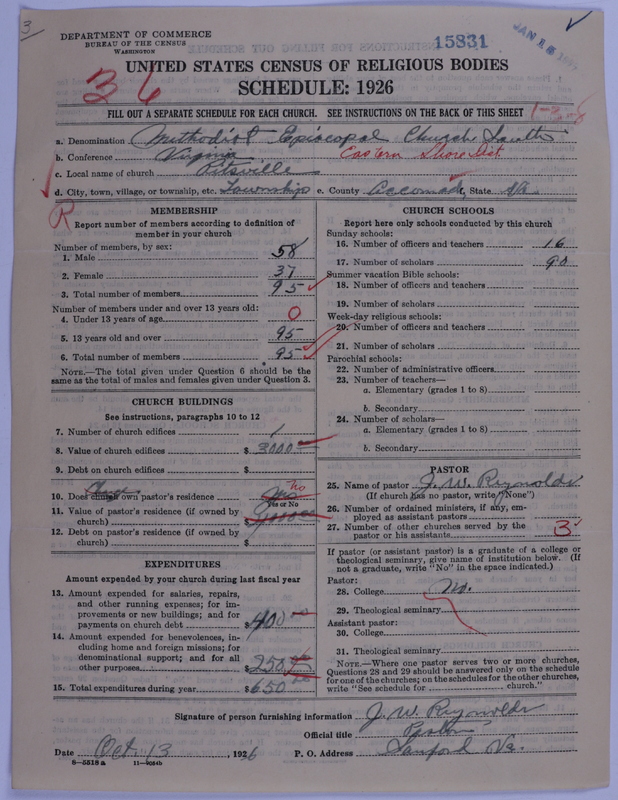 3
DEPARTMENT OF COMMERCE
BUREAU OF THE CENSUS
WASHINGTON
15831
JAN 18
UNITED STATES CENSUS OF RELIGIOUS BODIES
SCHEDULE: 1926
36
FILL OUT A SEPARATE SCHEDULE FOR EACH CHURCH. SEE INSTRUCTIONS ON THE BACK OF THIS SHEET
a. Denomination Methodist Episcopal Church South
b. Conference Virginia Eastern Shore Dist.
c. Local name of church Pitsville
d. City, town, village, or township, etc. Township e. County Accomack, State Va.
R
MEMBERSHIP
Report number of members according to definition of member in your church
Number of members, by sex:
1. Male 58
2. Female 37
3. Total number of members 95
Number of members under and over 13 years old:
4. Under 13 years of age 0
5. 13 years old and over 95
6. Total number of members 95
NOTE.—The total given under Question 6 should be the same as the total of males and females given under Question 3.
CHURCH BUILDINGS
See instructions, paragraphs 10 to 12
7. Number of church edifices 1
8. Value of church edifices $ 3000
9. Debt on church edifices $
Charge
10. Does church own pastor's residence no
Yes or No
11. Value of pastor's residence (if owned by church) $
12. Debt on pastor's residence (if owned by church) $
EXPENDITURES
Amount expended by your church during last fiscal year
13. Amount expended for salaries, repairs, and other running expenses; for improvements or new buildings; and for payments on church debt $ 400
14. Amount expended for benevolences, including home and foreign missions; for denominational support; and for all other purposes $ 250
15. Total expenditures during year $ 650
CHURCH SCHOOLS
Report here only schools conducted by this church
Sunday schools:
16. Number of officers and teachers 16
17. Number of scholars 90
Summer vacation Bible schools:
18. Number of officers and teachers
19. Number of scholars
Week-day religious schools:
20. Number of officers and teachers
21. Number of scholars
Parochial schools:
22. Number of administrative officers
23. Number of teachers—
a. Elementary (grades 1 to 8)
b. Secondary
24. Number of scholars—
a. Elementary (grades 1 to 8)
b. Secondary
PASTOR
25. Name of pastor J. W. Reynolds
(If church has no pastor, write "None")
26. Number of ordained ministers, if any, employed as assistant pastors
27. Number of other churches served by the pastor or his assistants 3
If pastor (or assistant pastor) is a graduate of a college or theological seminary, give name of institution below. (If not a graduate, write "No" in the space indicated.)
Pastor:
28. College No.
29. Theological seminary
Assistant pastor:
30. College
31. Theological seminary
NOTE.—Where one pastor serves two or more churches, Questions 28 and 29 should be answered only on the schedule for one of the churches; on the schedules for the other churches, write "See schedule for church."
Signature of person furnishing information J. W. Reynolds
Official title Pastor
Date Oct. 13, 1926 P. O. Address Sanford Va.
8—5518a 11—9064b